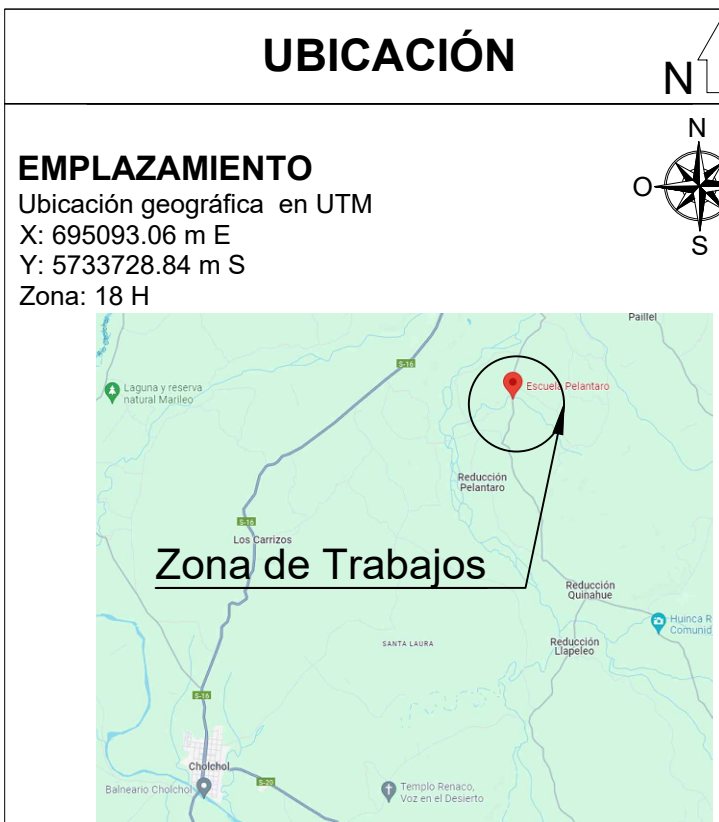 UBICACIÓN
N
N
O
S
EMPLAZAMIENTO
Ubicación geográfica en UTM
X: 695093.06 m E
Y: 5733728.84 m S
Zona: 18 H
Paillel
S-16
Laguna y reserva
natural Marileo
Escuela Pelantaro
Reducción
Pelantaro
S-16
Los Carrizos
Zona de Trabajos
Reducción
Quinahue
Huinca R
Comunid
SANTA LAURA
Reducción
Llapeleo
S-16
Cholchol
S-20
Balneario Cholchol
Templo Renaco,
Voz en el Desierto